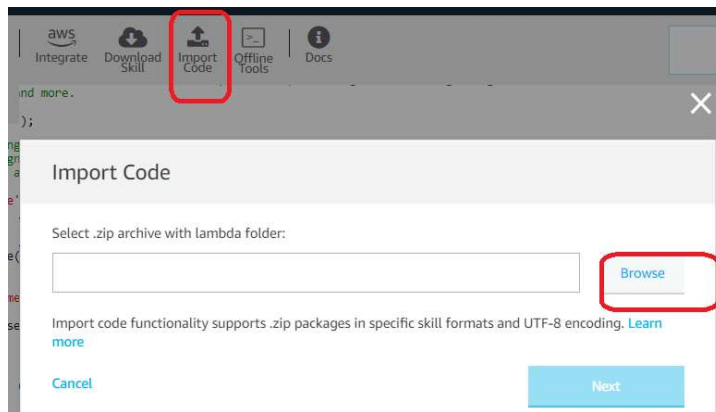 aws
Integrate Download Skill Import Code Offline Tools Docs
and more.
);
Import Code
Select .zip archive with lambda folder:
Browse
Import code functionality supports .zip packages in specific skill formats and UTF-8 encoding. Learn
more
Cancel
Next